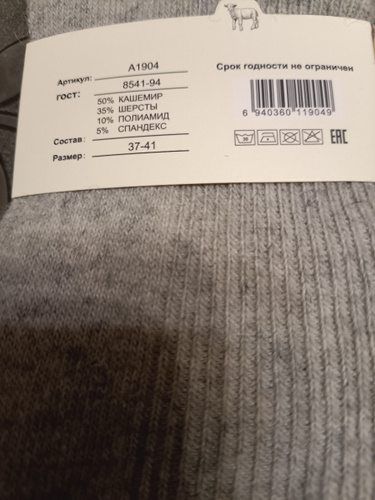 Артикул: A1904
ГОСТ: 8541-94
50% КАШЕМИР
35% ШЕРСТЫ
10% ПОЛИАМИД
Состав: 5% СПАНДЕКС
Размер: 37-41
Срок годности не ограничен
6 940360 119049
30
EAC